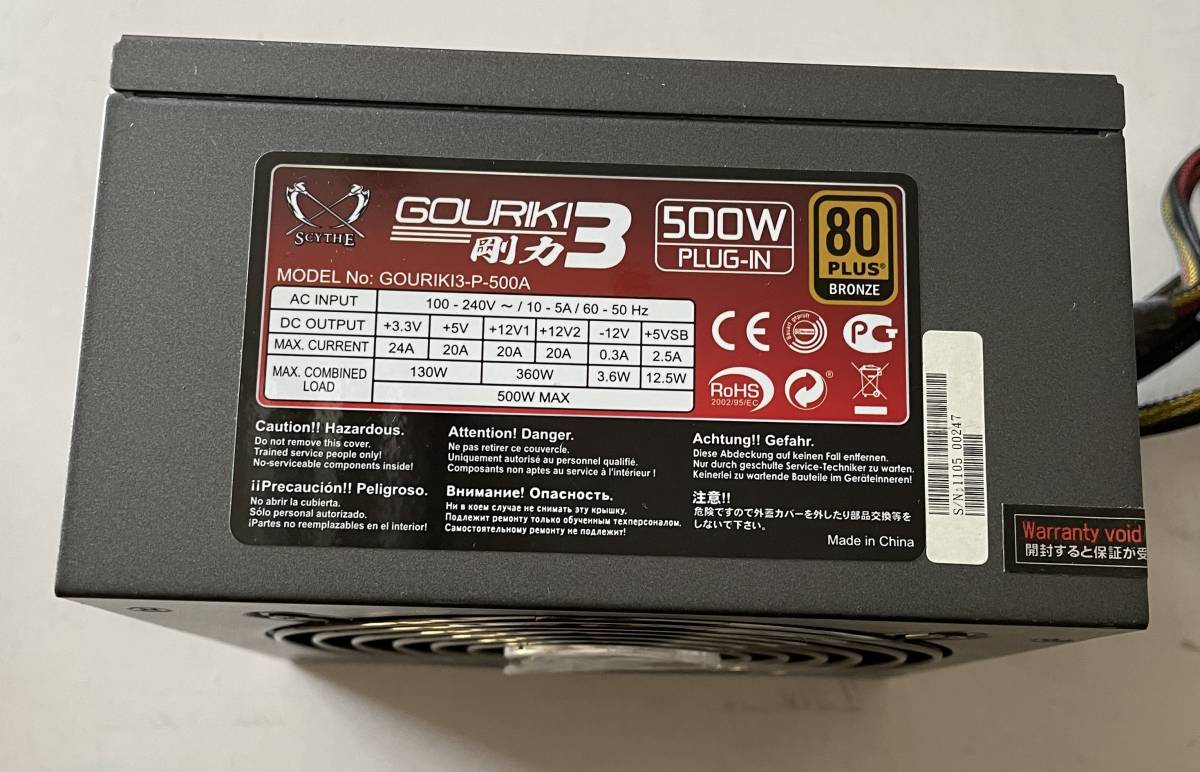 SCYTHE
GOURIKI3
剛力
500W
PLUG-IN
80
PLUS®
BRONZE
MODEL No: GOURIKI3-P-500A
AC INPUT 100 - 240V ～ / 10 - 5A / 60 - 50 Hz
DC OUTPUT +3.3V +5V +12V1 +12V2 -12V +5VSB
MAX. CURRENT 24A 20A 20A 20A 0.3A 2.5A
MAX. COMBINED LOAD 130W 360W 3.6W 12.5W
500W MAX
CE
bauart geprüft
PCT
RoHS
2002/95/EC
®
Caution!! Hazardous.
Do not remove this cover.
Trained service people only!
No-serviceable components inside!
¡¡Precaución!! Peligroso.
No abrir la cubierta.
Sólo personal autorizado.
¡Partes no reemplazables en el interior!
Attention! Danger.
Ne pas retirer ce couvercle.
Uniquement autorisé au personnel qualifié.
Composants non aptes au service à l'intérieur !
Внимание! Опасность.
Ни в коем случае не снимать эту крышку.
Подлежит ремонту только обученным техперсоналом,
Самостоятельному ремонту не подлежит!
Achtung!! Gefahr.
Diese Abdeckung auf keinen Fall entfernen.
Nur durch geschulte Service-Techniker zu warten.
Keinerlei zu wartende Bauteile im Geräteinneren!
注意!!
危険ですので外蓋カバーを外したり部品交換等を
しないで下さい。
Made in China
S/N:1105 00247
Warranty void
開封すると保証が受